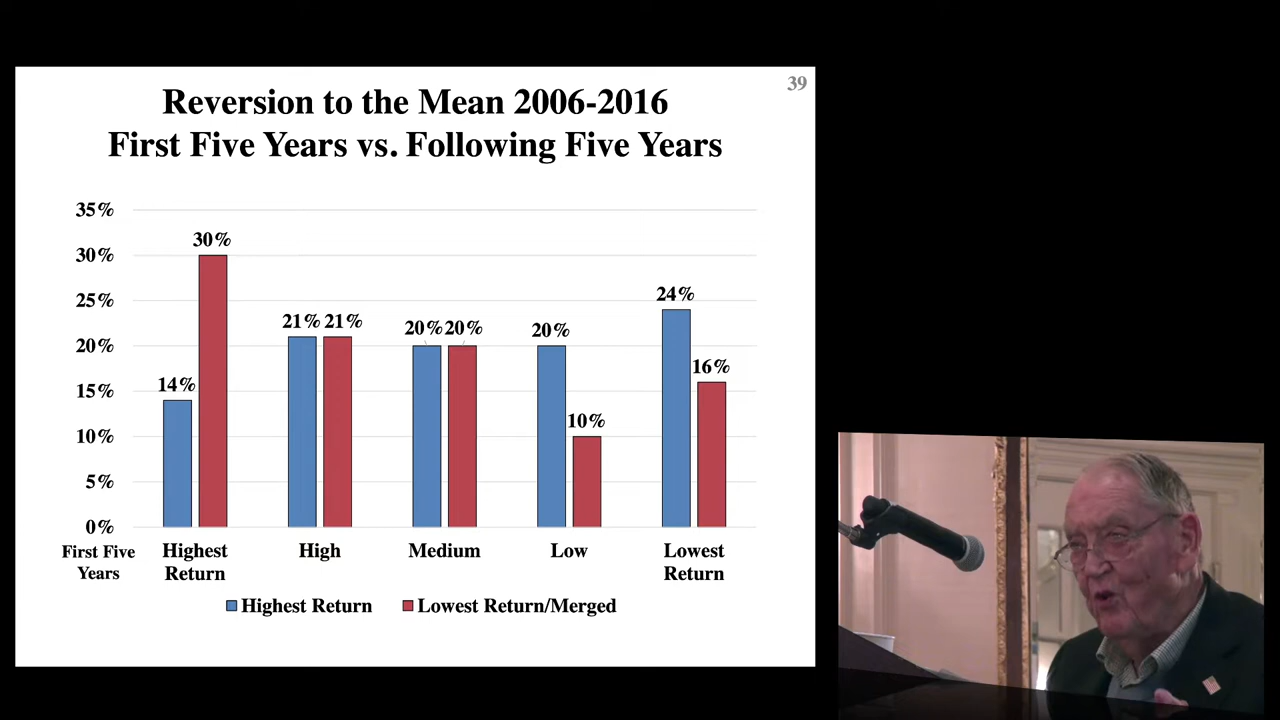 39
Reversion to the Mean 2006-2016
First Five Years vs. Following Five Years
35%
30%
25%
20%
15%
10%
5%
0%
14%
30%
21% 21%
20% 20%
20%
10%
24%
16%
First Five
Years
Highest
Return
High
Medium
Low
Lowest
Return
Highest Return
Lowest Return/Merged